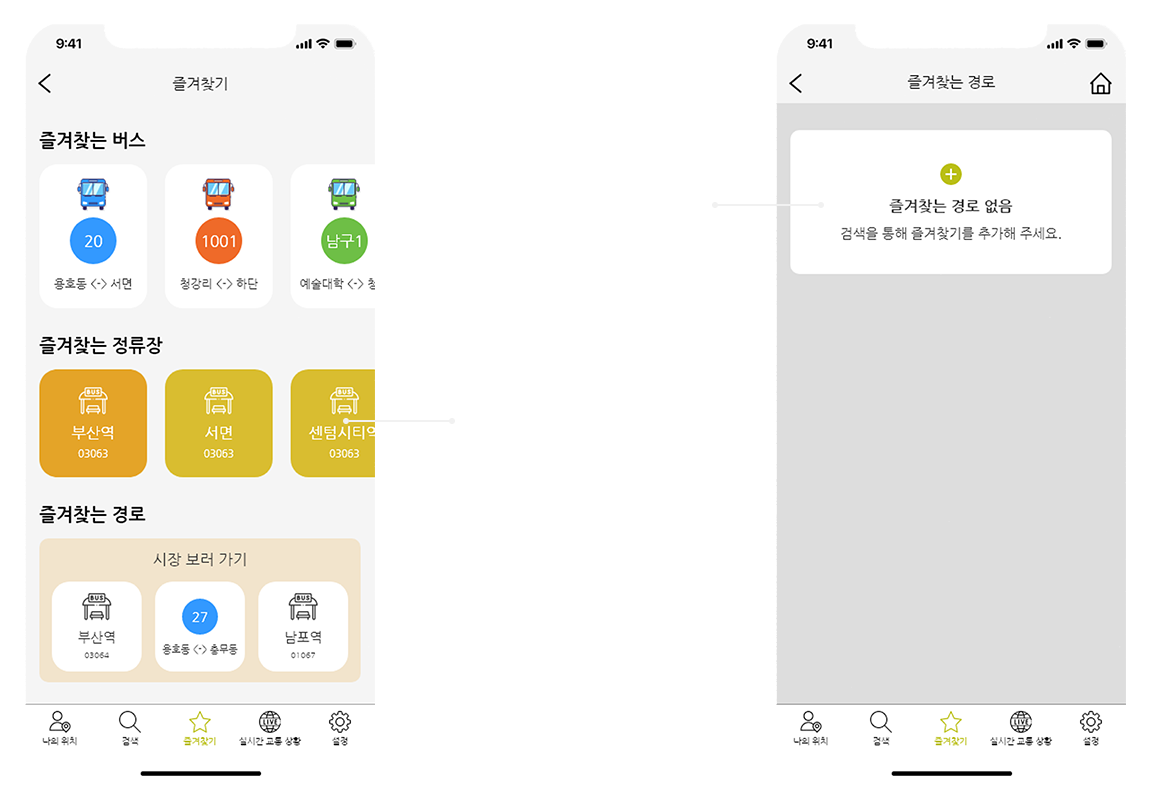 9:41
즐겨찾기
즐겨찾는 버스
20
1001
남구1
용호동 <-> 서면
청강리 <-> 하단
예술대학 <-> 청
즐겨찾는 정류장
BUS
BUS
BUS
부산역
서면
센텀시티역
03063
03063
03063
즐겨찾는 경로
시장 보러 가기
BUS
27
BUS
부산역
용호동 <-> 충무동
남포역
03064
01067
LIVE
나의 위치
검색
즐겨찾기
실시간 교통 상황
설정
9:41
즐겨찾는 경로
즐겨찾는 경로 없음
검색을 통해 즐겨찾기를 추가해 주세요.
LIVE
나의 위치
검색
즐겨찾기
실시간 교통 상황
설정